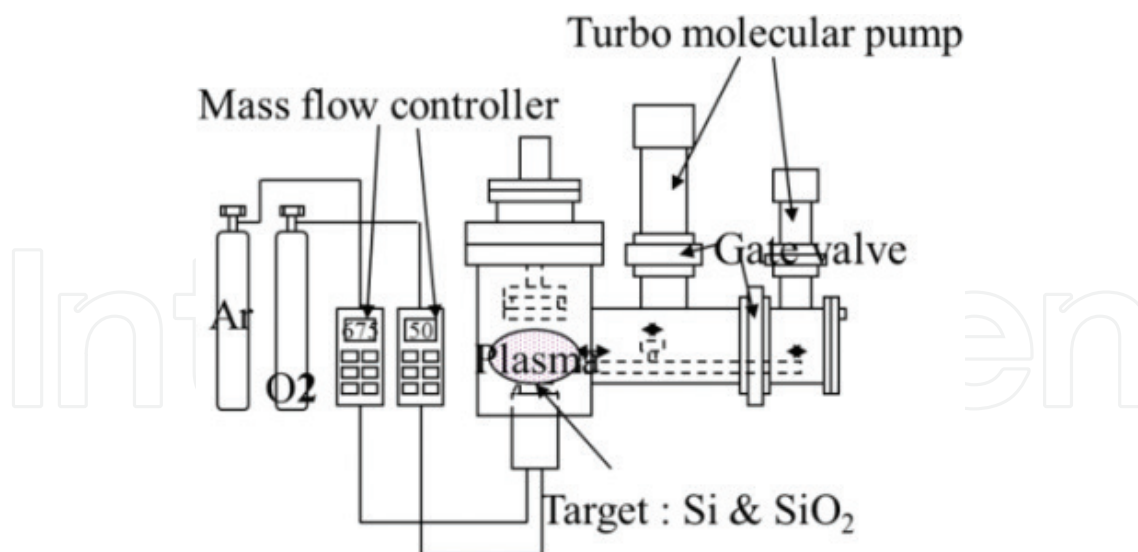 Turbo molecular pump
Mass flow controller
Gate valve
Ar
675
50
Plasma
O2
Target : Si & SiO₂